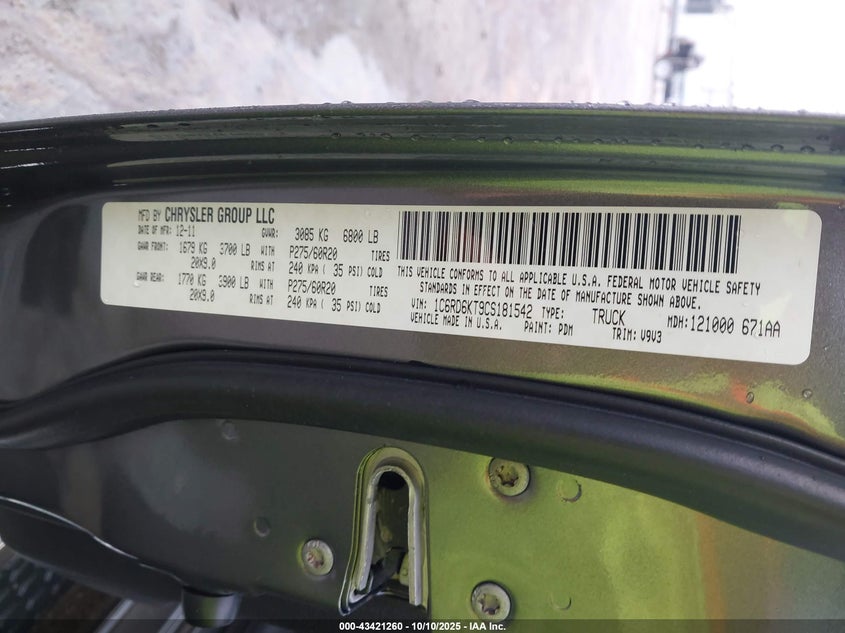 MFD BY CHRYSLER GROUP LLC
DATE OF MFR: 12-11 GVWR: 3085 KG 6800 LB
GAWR FRONT: 1679 KG 3700 LB WITH P275/60R20 TIRES
20X9.0 RIMS AT 240 KPA ( 35 PSI) COLD
GAWR REAR: 1770 KG 3900 LB WITH P275/60R20 TIRES
20X9.0 RIMS AT 240 KPA ( 35 PSI) COLD
THIS VEHICLE CONFORMS TO ALL APPLICABLE U.S.A. FEDERAL MOTOR VEHICLE SAFETY
STANDARDS IN EFFECT ON THE DATE OF MANUFACTURE SHOWN ABOVE.
VIN: 1C6RD6KT9CS181542 TYPE: TRUCK MDH:121000 671AA
VEHICLE MADE IN U.S.A. PAINT: PDM TRIM: V9V3
000-43421260 - 10/10/2025 - IAA Inc.